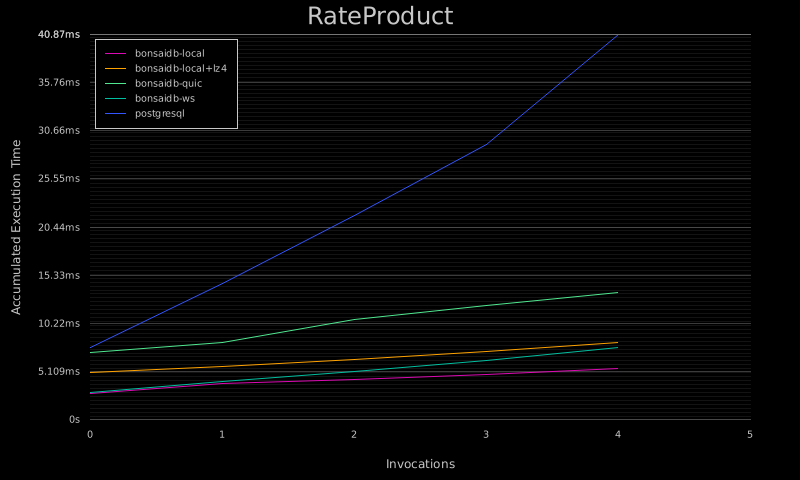 RateProduct
40.87ms
35.76ms
30.66ms
25.55ms
20.44ms
15.33ms
10.22ms
5.109ms
0s
Accumulated Execution Time
bonsaidb-local
bonsaidb-local+lz4
bonsaidb-quic
bonsaidb-ws
postgresql
0 1 2 3 4 5
Invocations